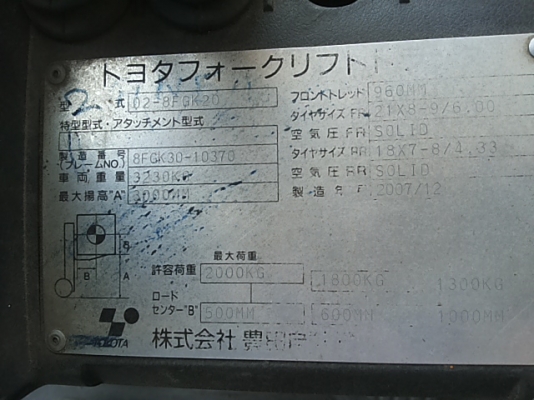 トヨタフォークリフト
型 式 02-8FGK20
フロントトレッド 960MM
タイヤサイズ FR 21X8-9/6.00
特型型式・アタッチメント型式
空気圧 FR SOLID
製造番号 (フレームNO.) 8FGK30-10370
タイヤサイズ RR 18X7-8/4.33
車両重量 3230KG
空気圧 RR SOLID
最大揚高"A" 3000MM
製造年月 2007/12
B
B A
最大荷重
許容荷重 2000KG 1800KG 1300KG
ロード
センター"B" 500MM 600MM 1000MM
株式会社 豊田